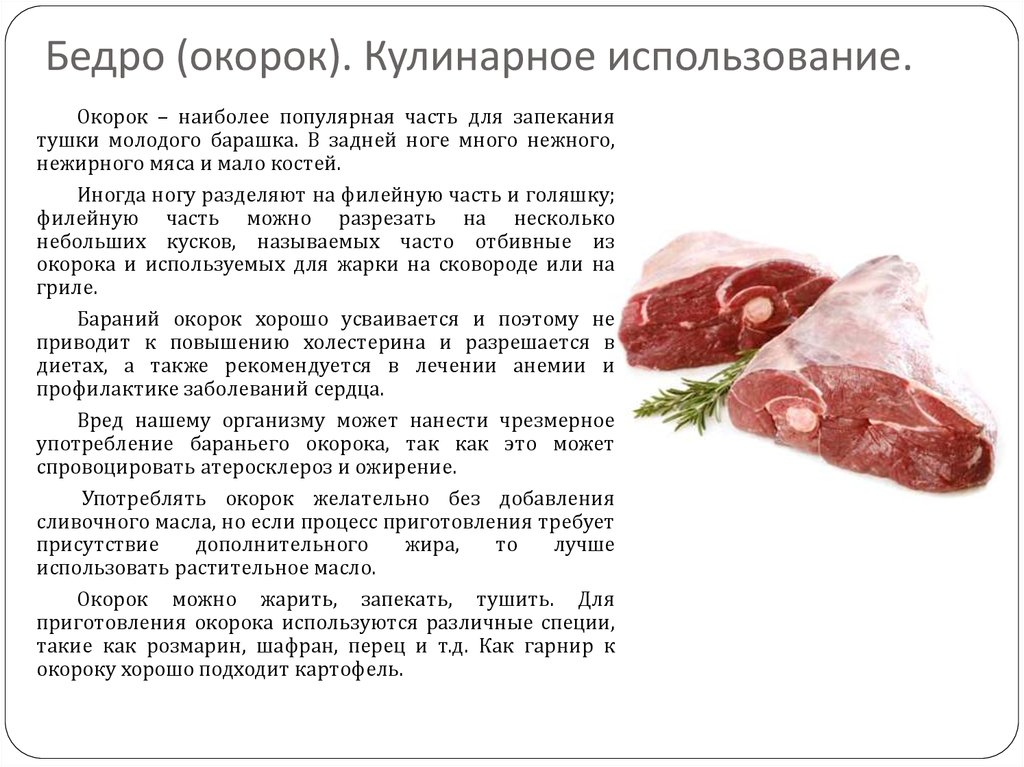 Бедро (окорок). Кулинарное использование.
Окорок – наиболее популярная часть для запекания
тушки молодого барашка. В задней ноге много нежного,
нежирного мяса и мало костей.
Иногда ногу разделяют на филейную часть и голяшку;
филейную часть можно разрезать на несколько
небольших кусков, называемых часто отбивные из
окорока и используемых для жарки на сковороде или на
гриле.
Бараний окорок хорошо усваивается и поэтому не
приводит к повышению холестерина и разрешается в
диетах, а также рекомендуется в лечении анемии и
профилактике заболеваний сердца.
Вред нашему организму может нанести чрезмерное
употребление бараньего окорока, так как это может
спровоцировать атеросклероз и ожирение.
Употреблять окорок желательно без добавления
сливочного масла, но если процесс приготовления требует
присутствие дополнительного жира, то лучше
использовать растительное масло.
Окорок можно жарить, запекать, тушить. Для
приготовления окорока используются различные специи,
такие как розмарин, шафран, перец и т.д. Как гарнир к
окороку хорошо подходит картофель.